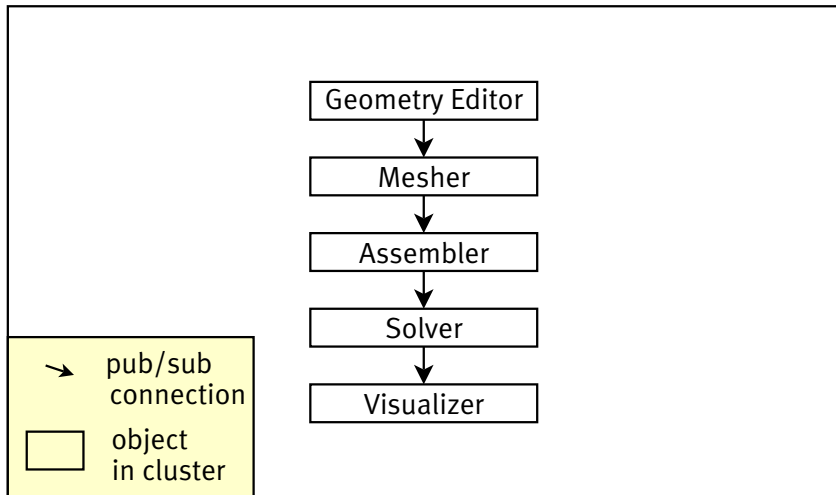 Geometry Editor
Mesher
Assembler
Solver
Visualizer
pub/sub
connection
object
in cluster